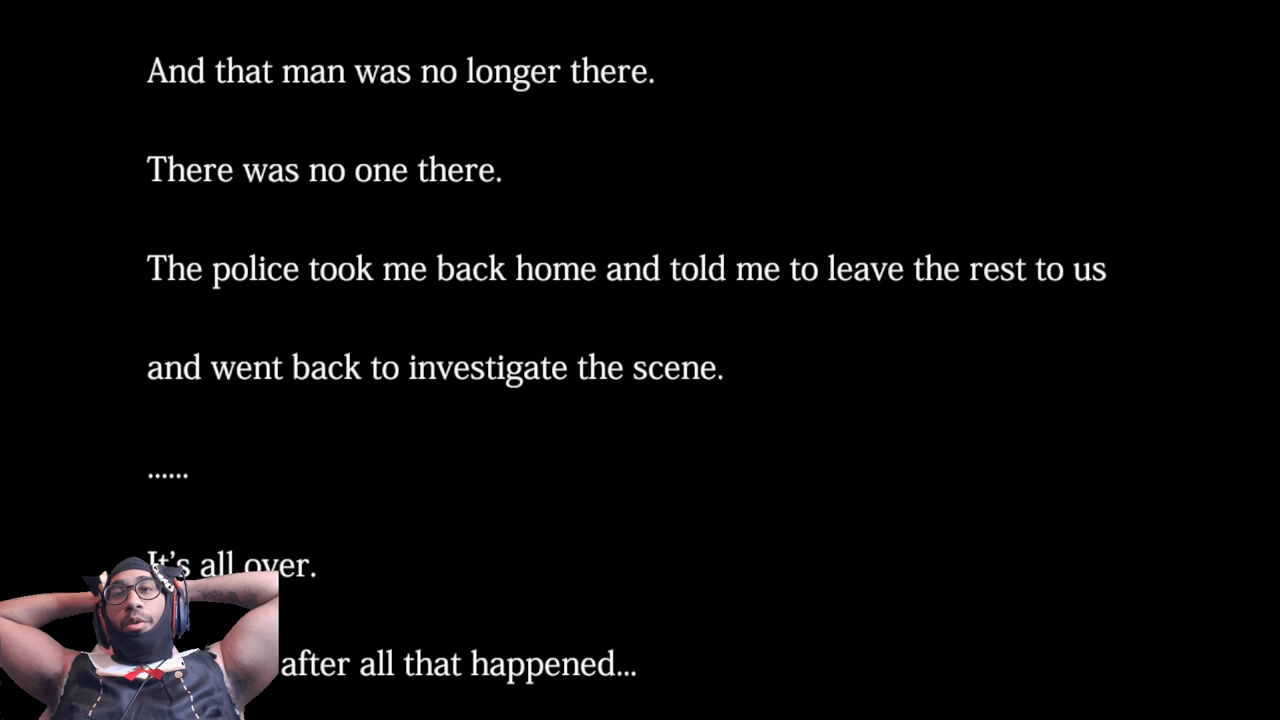 And that man was no longer there.
There was no one there.
The police took me back home and told me to leave the rest to us
and went back to investigate the scene.
......
It's all over.
after all that happened...